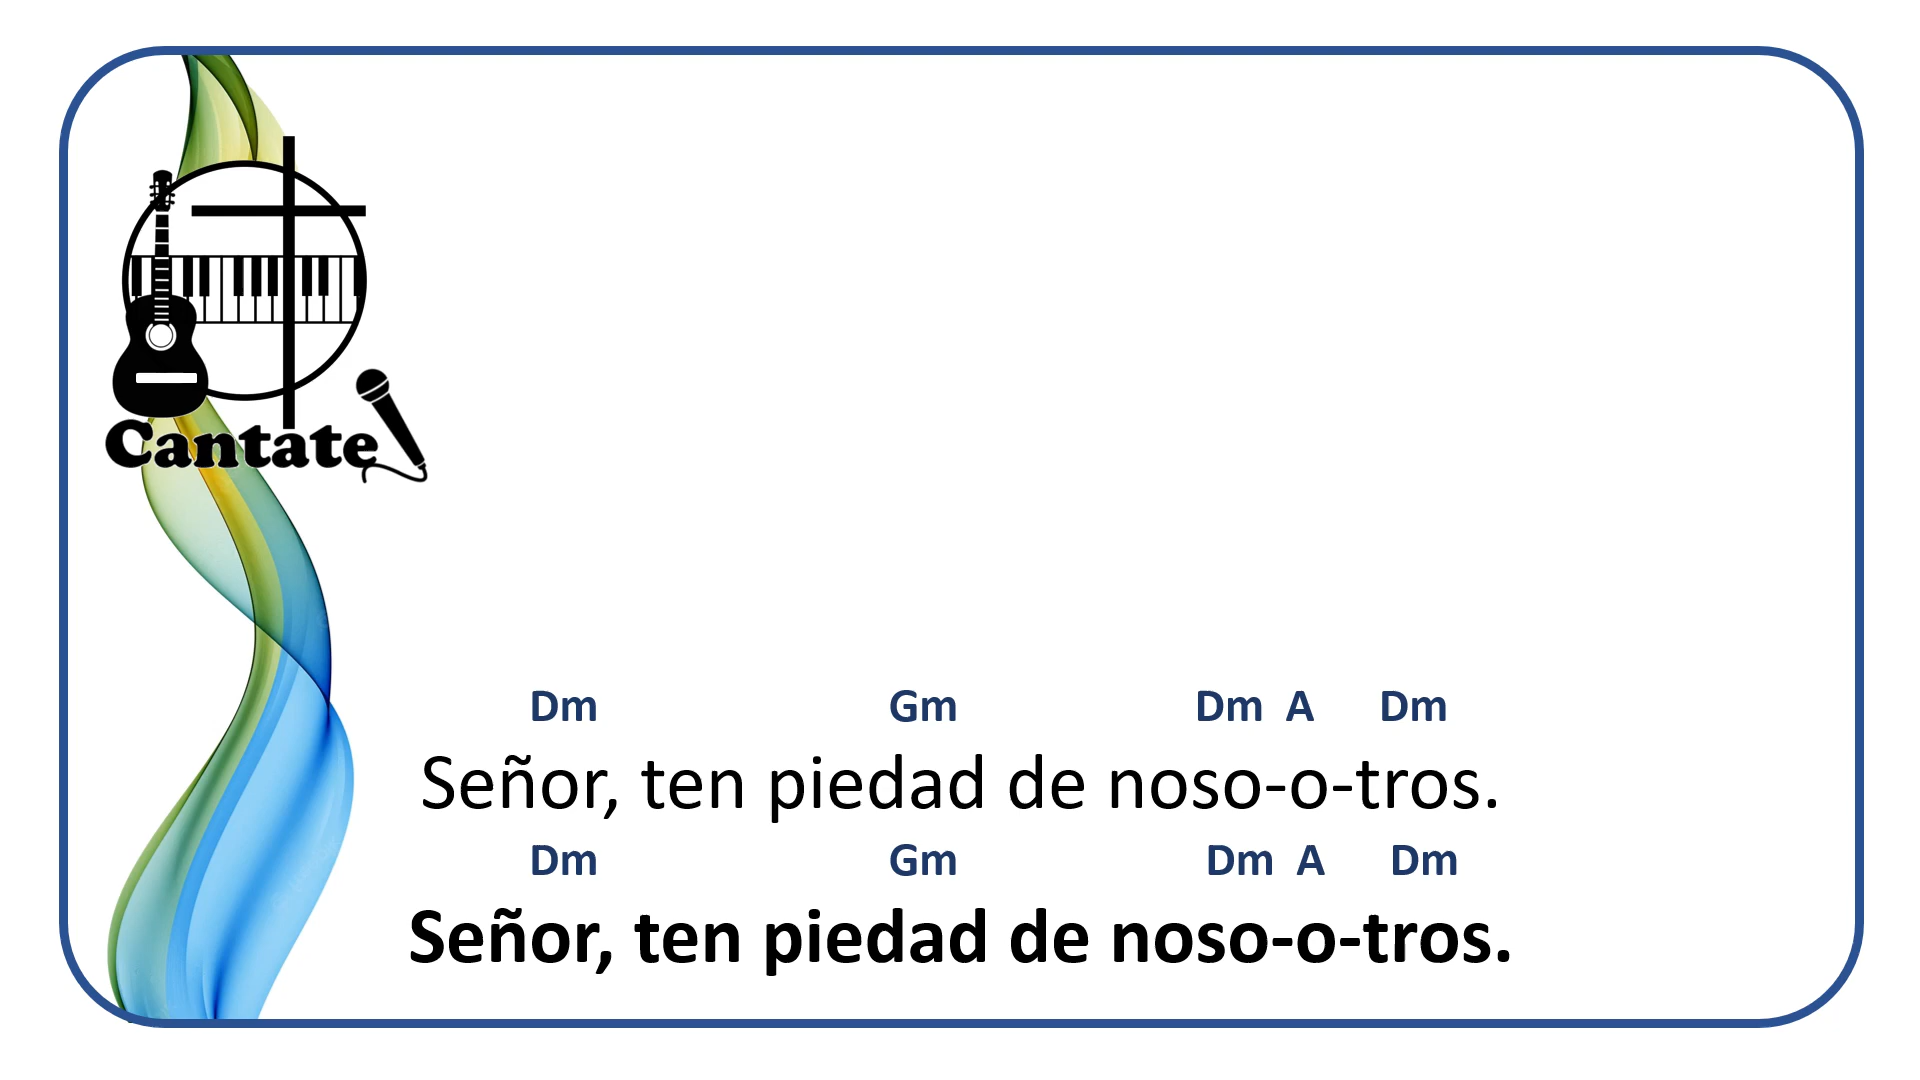 Cantate
Dm Gm Dm A Dm
Señor, ten piedad de noso-o-tros.
Dm Gm Dm A Dm
Señor, ten piedad de noso-o-tros.